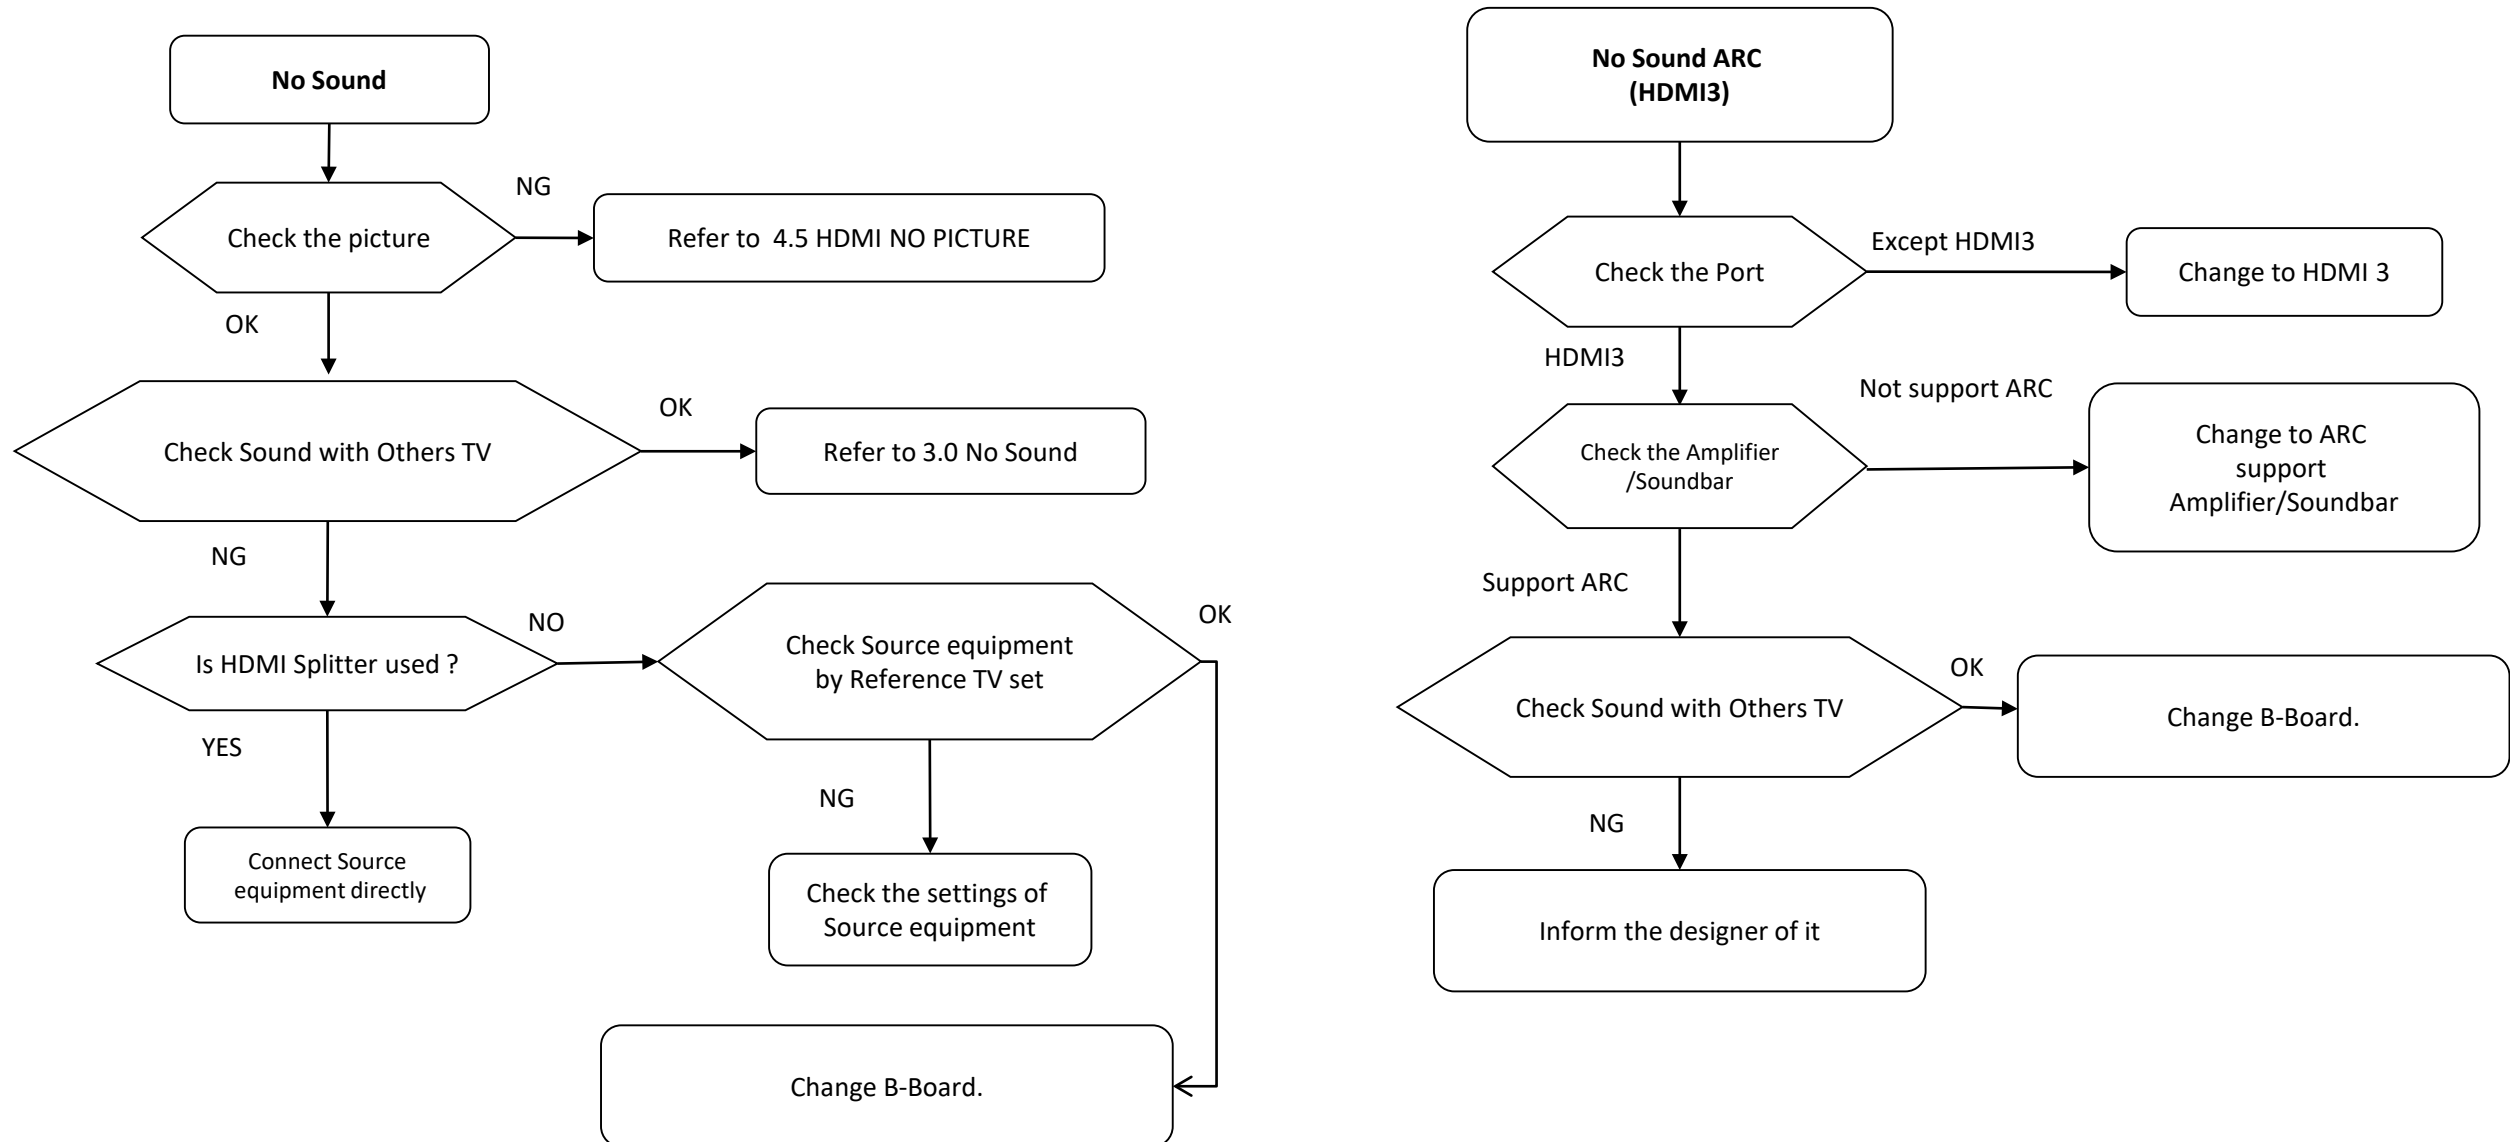 No Sound
NG
Check the picture
Refer to  4.5 HDMI NO PICTURE
OK
OK
Check Sound with Others TV
Refer to 3.0 No Sound
NG
NO
Is HDMI Splitter used ?
Check Source equipment
by Reference TV set
OK
YES
NG
Connect Source
equipment directly
Check the settings of
Source equipment
Change B-Board.
No Sound ARC
(HDMI3)
Except HDMI3
Check the Port
Change to HDMI 3
HDMI3
Not support ARC
Check the Amplifier
/Soundbar
Change to ARC
support
Amplifier/Soundbar
Support ARC
OK
Check Sound with Others TV
Change B-Board.
NG
Inform the designer of it